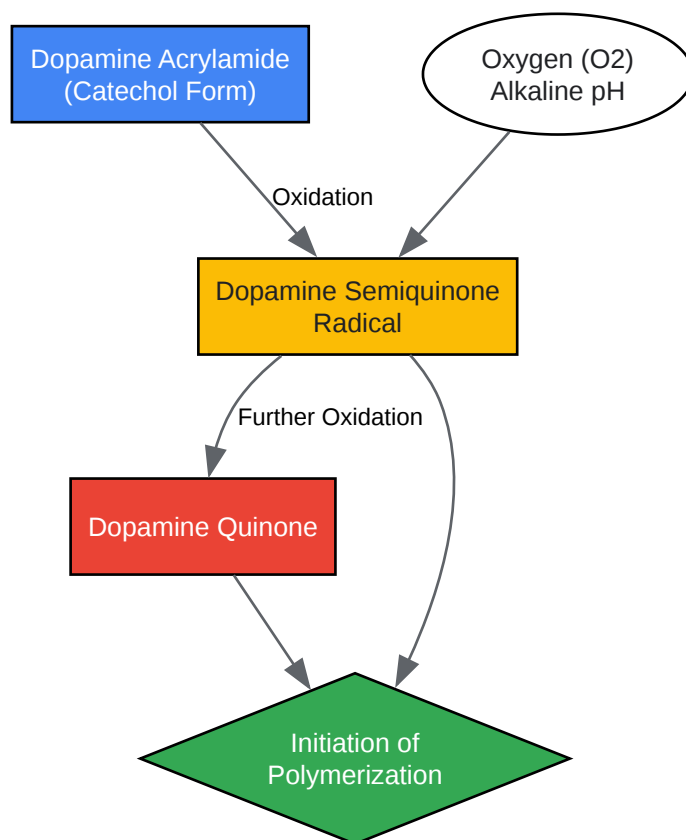 Dopamine Acrylamide
(Catechol Form)
Oxygen (O2)
Alkaline pH
Oxidation
Dopamine Semiquinone
Radical
Further Oxidation
Dopamine Quinone
Initiation of
Polymerization